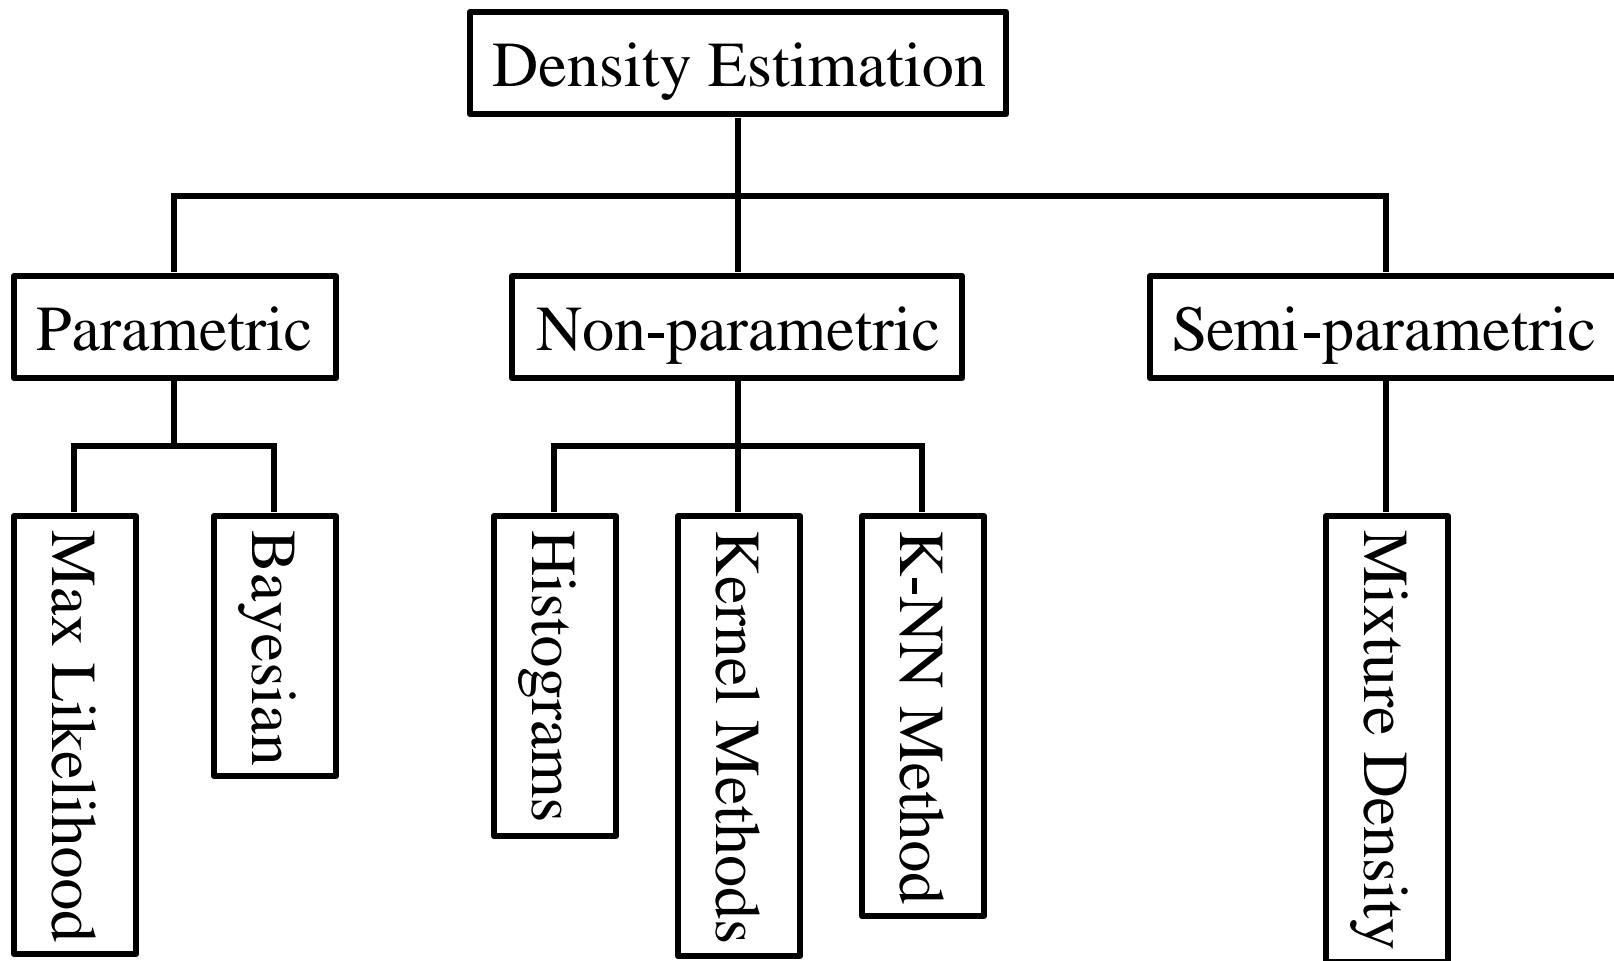 Density Estimation
Parametric
Non-parametric
Semi-parametric
Max Likelihood
Bayesian
Histograms
Kernel Methods
K-NN Method
Mixture Density